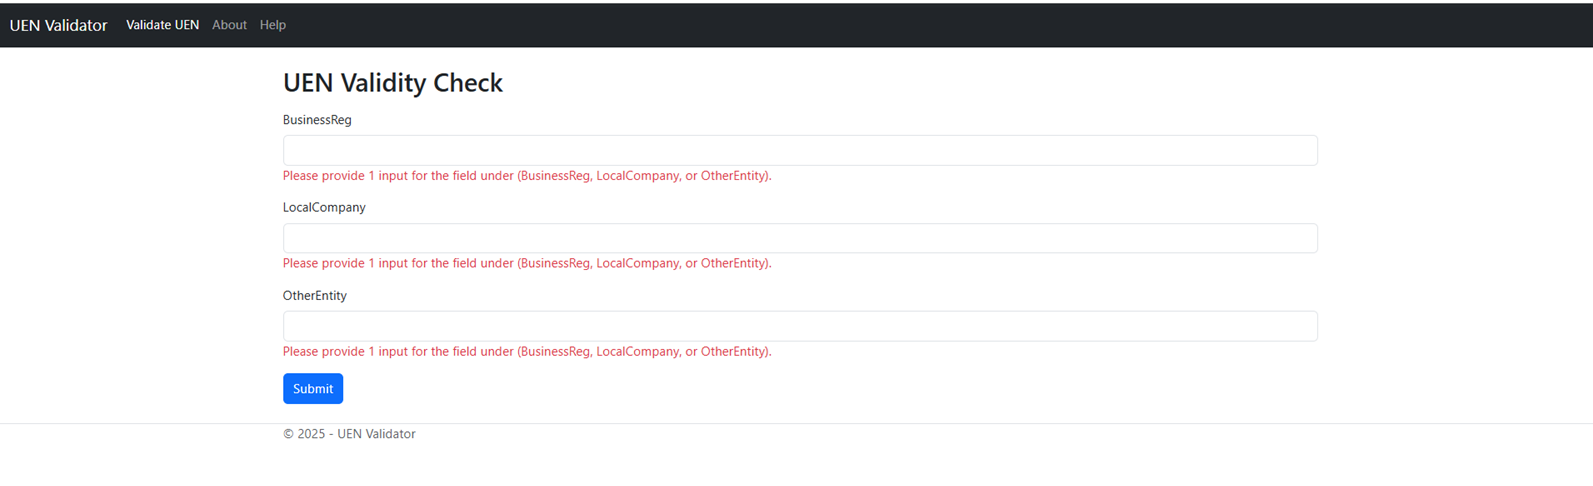 UEN Validator Validate UEN About Help
UEN Validity Check
BusinessReg
Please provide 1 input for the field under (BusinessReg, LocalCompany, or OtherEntity).
LocalCompany
Please provide 1 input for the field under (BusinessReg, LocalCompany, or OtherEntity).
OtherEntity
Please provide 1 input for the field under (BusinessReg, LocalCompany, or OtherEntity).
Submit
© 2025 - UEN Validator